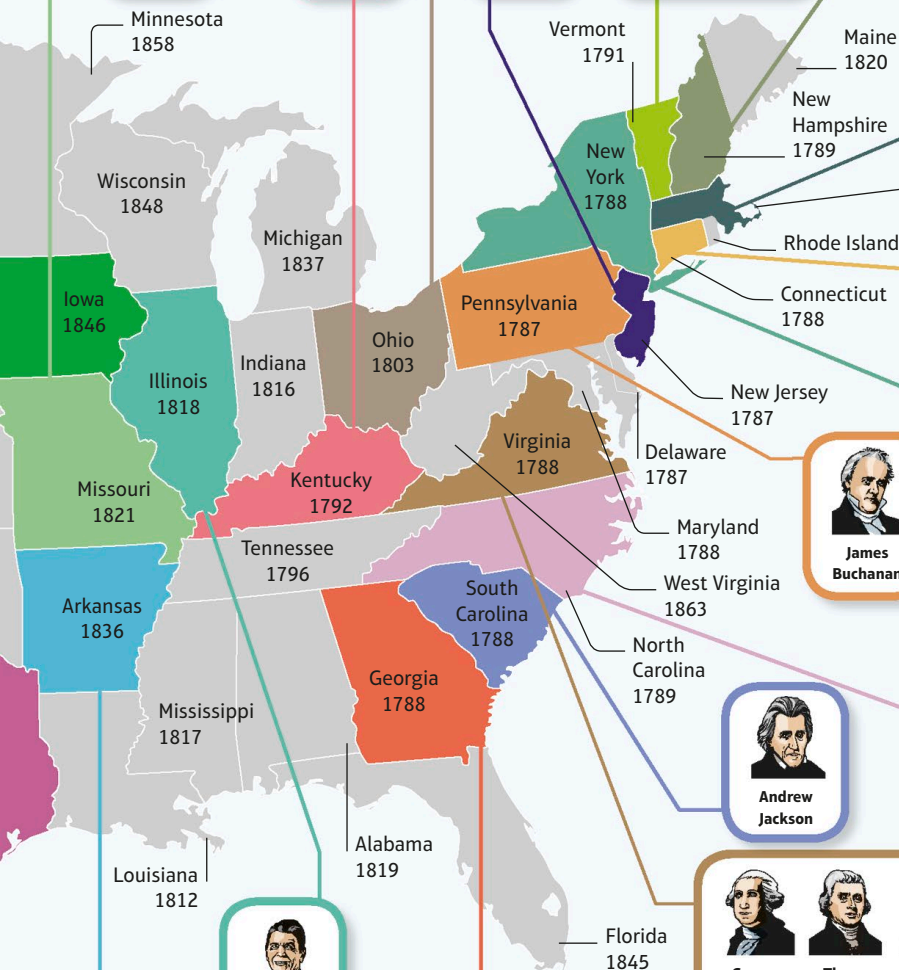 Minnesota
1858
Vermont
1791
Maine
1820
New
Hampshire
1789
Wisconsin
1848
New
York
1788
Michigan
1837
Rhode Island
Iowa
1846
Pennsylvania
1787
Connecticut
1788
Ohio
1803
Indiana
1816
Illinois
1818
New Jersey
1787
Virginia
1788
Delaware
1787
Kentucky
1792
Missouri
1821
Maryland
1788
James
Buchanan
Tennessee
1796
West Virginia
1863
Arkansas
1836
South
Carolina
1788
North
Carolina
1789
Georgia
1788
Mississippi
1817
Andrew
Jackson
Alabama
1819
Louisiana
1812
Florida
1845